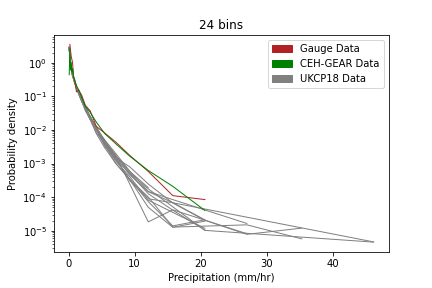 24 bins
Gauge Data
CEH-GEAR Data
UKCP18 Data
Probability density
10⁰
10⁻¹
10⁻²
10⁻³
10⁻⁴
10⁻⁵
0 10 20 30 40
Precipitation (mm/hr)